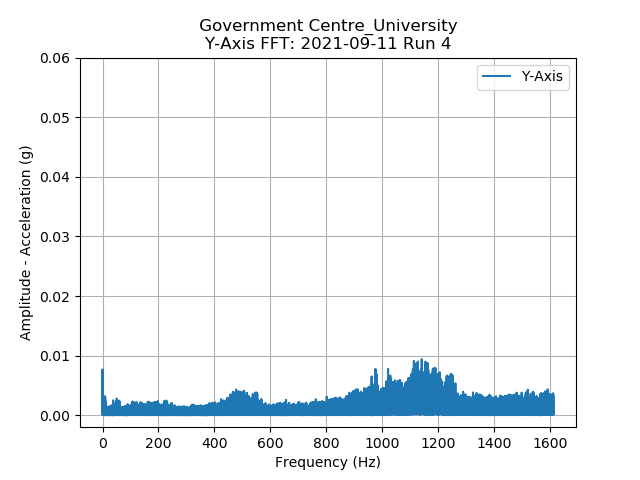 Government Centre_University
Y-Axis FFT: 2021-09-11 Run 4
Y-Axis
0.06
0.05
0.04
0.03
0.02
0.01
0.00
Amplitude - Acceleration (g)
0 200 400 600 800 1000 1200 1400 1600
Frequency (Hz)